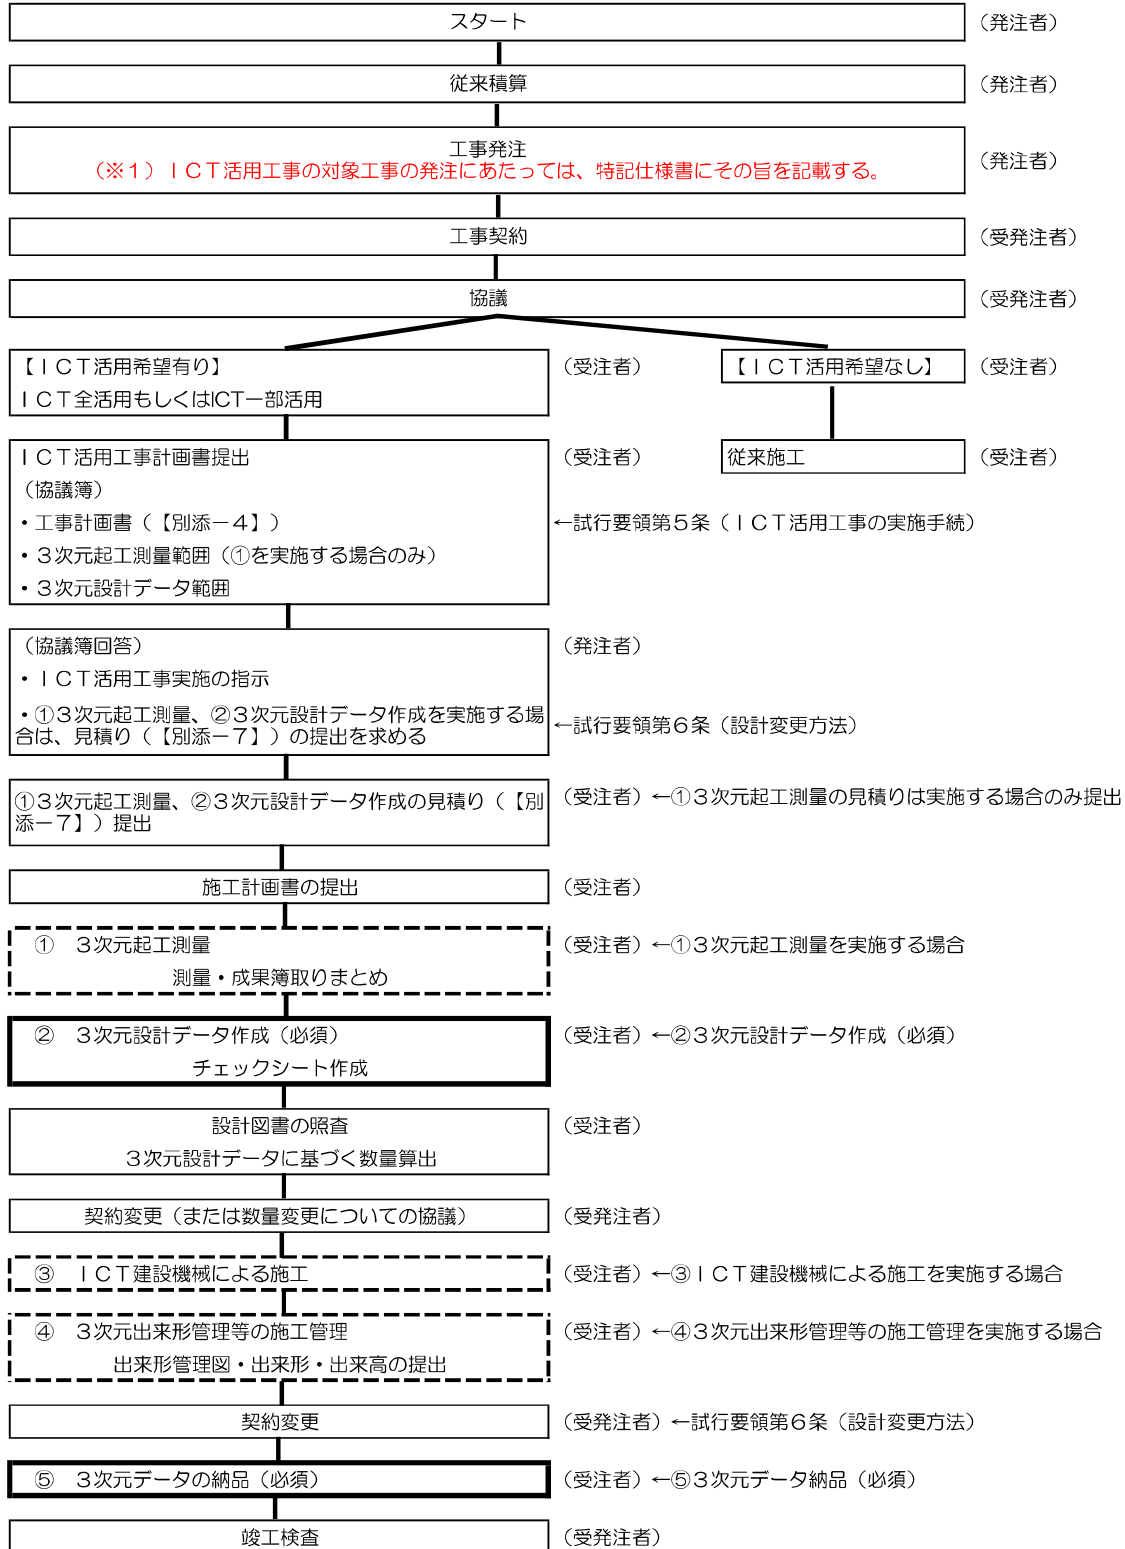 スタート （発注者）
従来積算 （発注者）
工事発注
（※１）ＩＣＴ活用工事の対象工事の発注にあたっては、特記仕様書にその旨を記載する。 （発注者）
工事契約 （受発注者）
協議 （受発注者）
【ＩＣＴ活用希望有り】 （受注者） 【ＩＣＴ活用希望なし】 （受注者）
ＩＣＴ全活用もしくはICT一部活用
ＩＣＴ活用工事計画書提出 （受注者） 従来施工 （受注者）
（協議簿）
・工事計画書（【別添－４】） ←試行要領第５条（ＩＣＴ活用工事の実施手続）
・３次元起工測量範囲（①を実施する場合のみ）
・３次元設計データ範囲
（協議簿回答） （発注者）
・ＩＣＴ活用工事実施の指示
・①３次元起工測量、②３次元設計データ作成を実施する場
合は、見積り（【別添－７】）の提出を求める ←試行要領第６条（設計変更方法）
①３次元起工測量、②３次元設計データ作成の見積り（【別 （受注者）←①３次元起工測量の見積りは実施する場合のみ提出
添－７】）提出
施工計画書の提出 （受注者）
① ３次元起工測量 （受注者）←①３次元起工測量を実施する場合
測量・成果簿取りまとめ
② ３次元設計データ作成（必須） （受注者）←②３次元設計データ作成（必須）
チェックシート作成
設計図書の照査 （受注者）
３次元設計データに基づく数量算出
契約変更（または数量変更についての協議） （受発注者）
③ ＩＣＴ建設機械による施工 （受注者）←③ＩＣＴ建設機械による施工を実施する場合
④ ３次元出来形管理等の施工管理 （受注者）←④３次元出来形管理等の施工管理を実施する場合
出来形管理図・出来形・出来高の提出
契約変更 （受発注者）←試行要領第６条（設計変更方法）
⑤ ３次元データの納品（必須） （受注者）←⑤３次元データ納品（必須）
竣工検査 （受発注者）